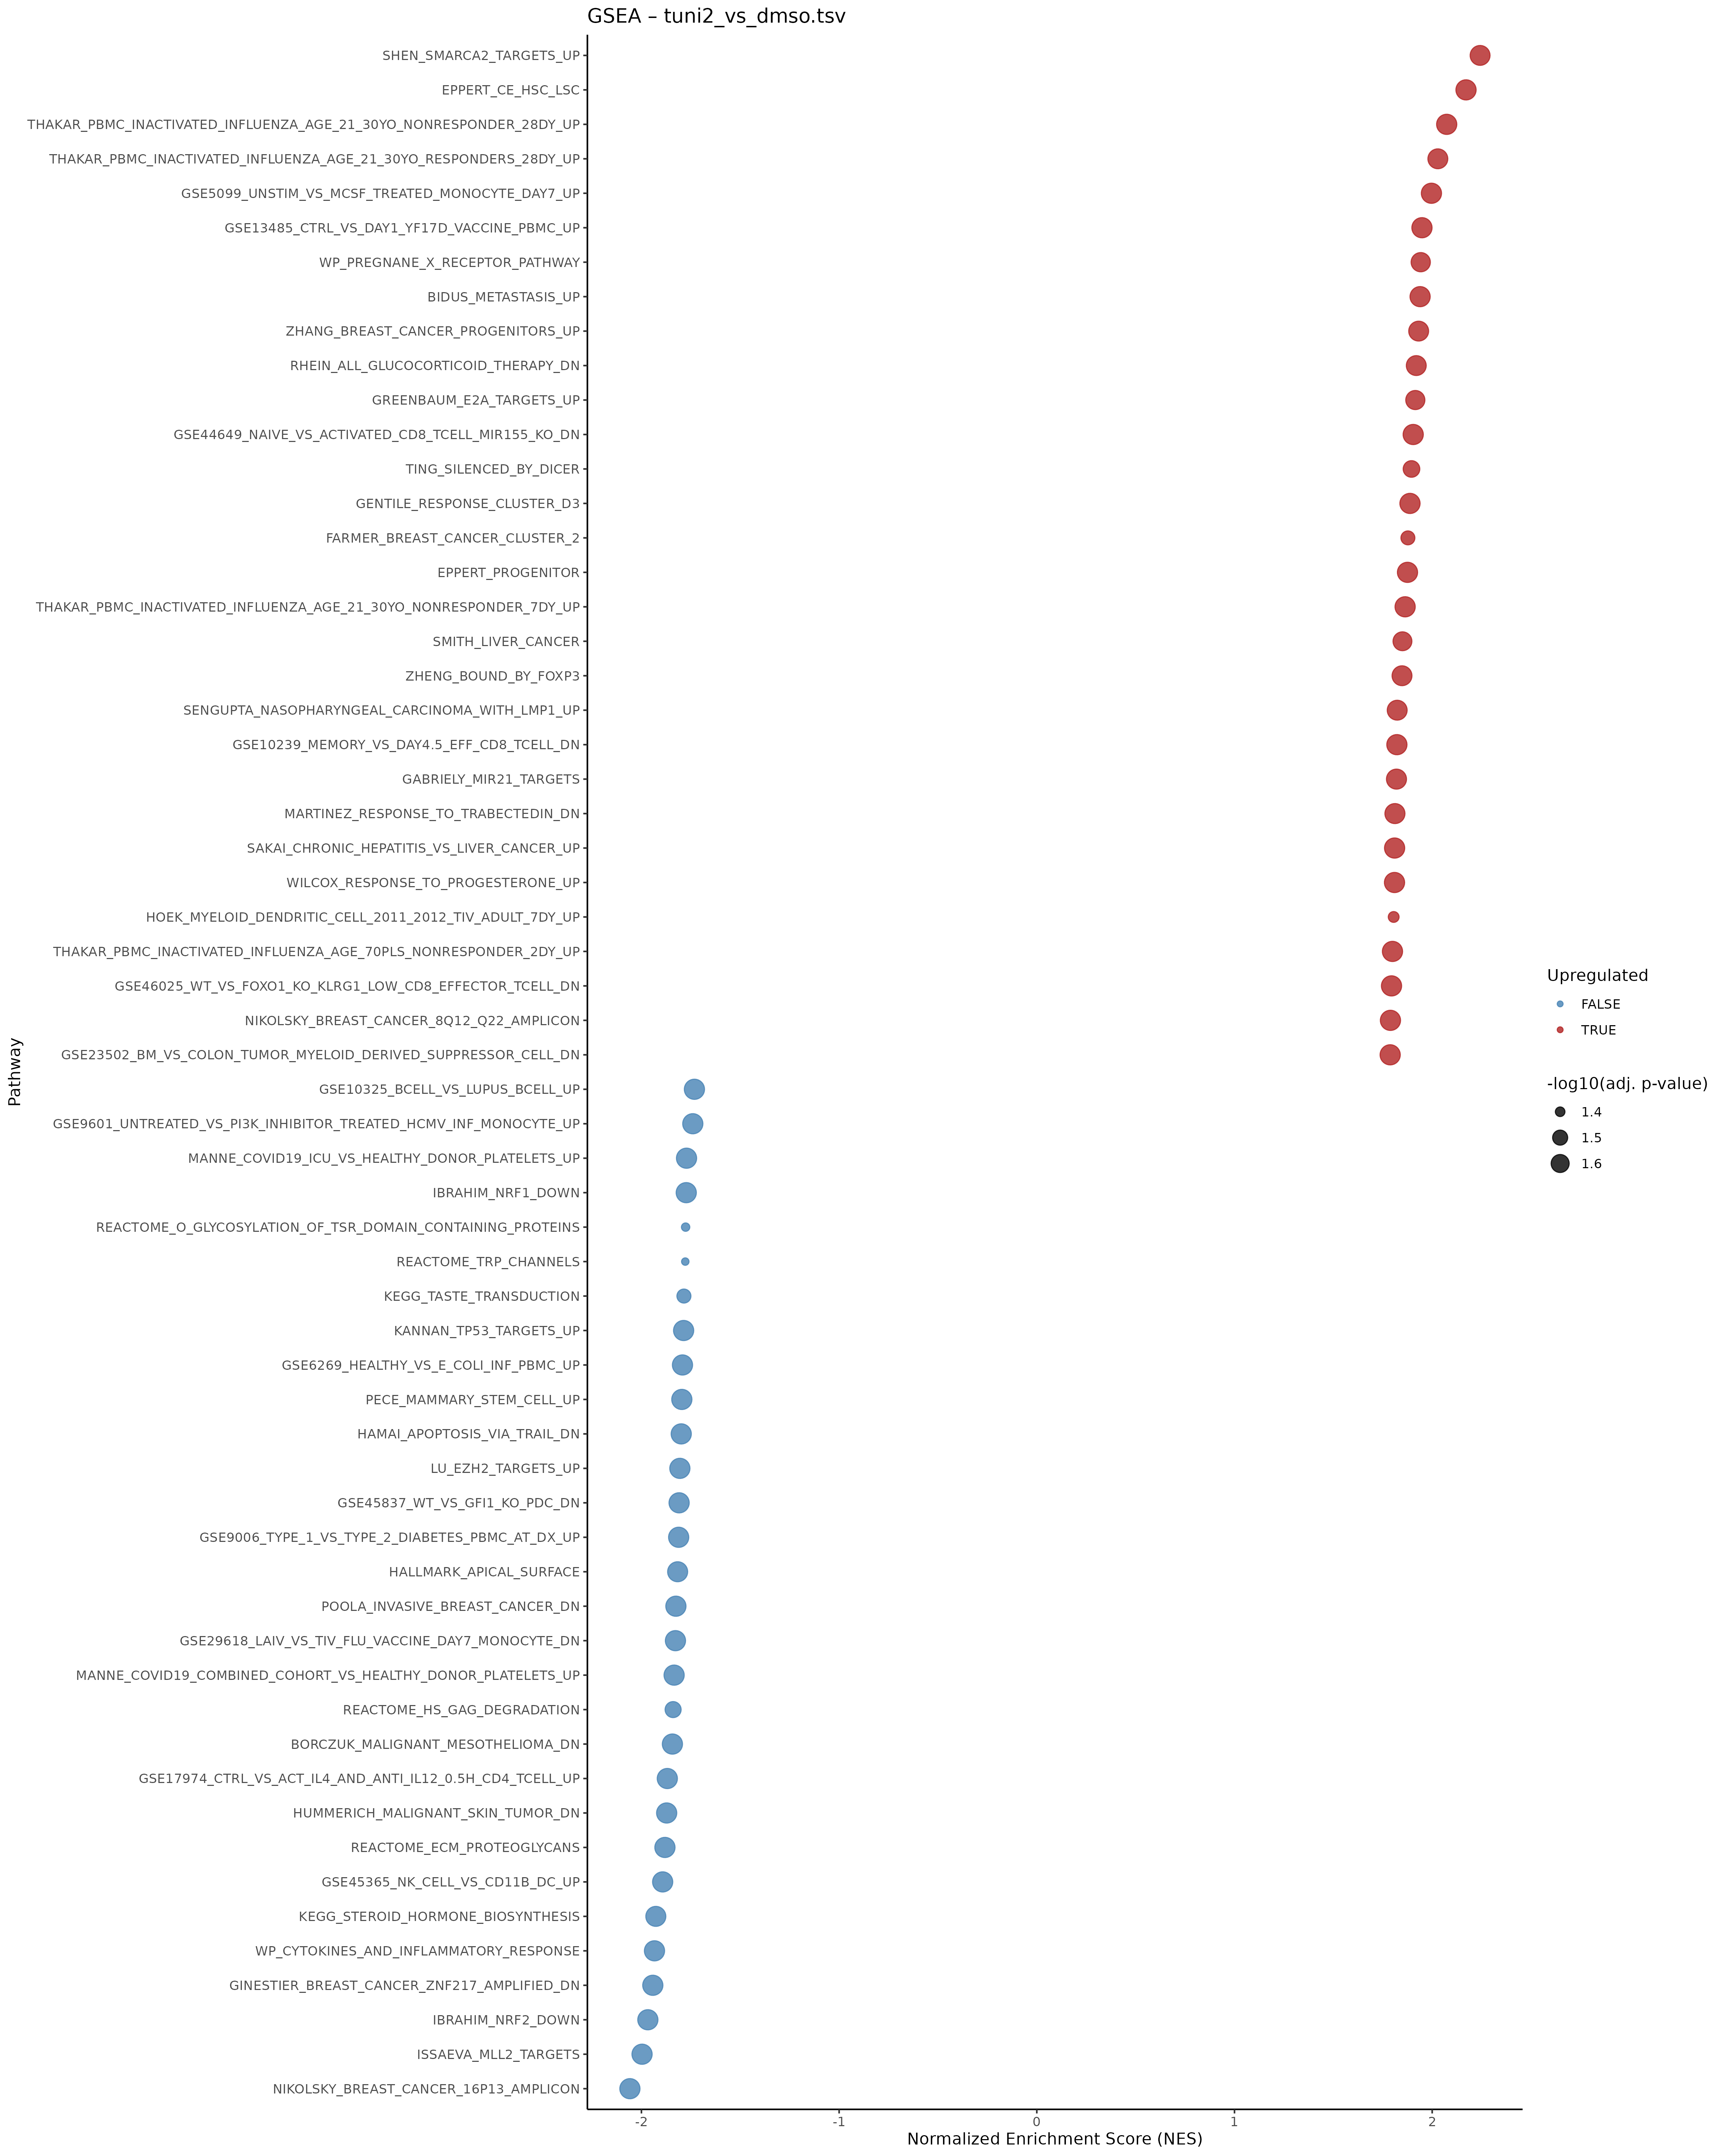 GSEA – tuni2_vs_dmso.tsv
SHEN_SMARCA2_TARGETS_UP
EPPERT_CE_HSC_LSC
THAKAR_PBMC_INACTIVATED_INFLUENZA_AGE_21_30YO_NONRESPONDER_28DY_UP
THAKAR_PBMC_INACTIVATED_INFLUENZA_AGE_21_30YO_RESPONDERS_28DY_UP
GSE5099_UNSTIM_VS_MCSF_TREATED_MONOCYTE_DAY7_UP
GSE13485_CTRL_VS_DAY1_YF17D_VACCINE_PBMC_UP
WP_PREGNANE_X_RECEPTOR_PATHWAY
BIDUS_METASTASIS_UP
ZHANG_BREAST_CANCER_PROGENITORS_UP
RHEIN_ALL_GLUCOCORTICOID_THERAPY_DN
GREENBAUM_E2A_TARGETS_UP
GSE44649_NAIVE_VS_ACTIVATED_CD8_TCELL_MIR155_KO_DN
TING_SILENCED_BY_DICER
GENTILE_RESPONSE_CLUSTER_D3
FARMER_BREAST_CANCER_CLUSTER_2
EPPERT_PROGENITOR
THAKAR_PBMC_INACTIVATED_INFLUENZA_AGE_21_30YO_NONRESPONDER_7DY_UP
SMITH_LIVER_CANCER
ZHENG_BOUND_BY_FOXP3
SENGUPTA_NASOPHARYNGEAL_CARCINOMA_WITH_LMP1_UP
GSE10239_MEMORY_VS_DAY4.5_EFF_CD8_TCELL_DN
GABRIELY_MIR21_TARGETS
MARTINEZ_RESPONSE_TO_TRABECTEDIN_DN
SAKAI_CHRONIC_HEPATITIS_VS_LIVER_CANCER_UP
WILCOX_RESPONSE_TO_PROGESTERONE_UP
HOEK_MYELOID_DENDRITIC_CELL_2011_2012_TIV_ADULT_7DY_UP
THAKAR_PBMC_INACTIVATED_INFLUENZA_AGE_70PLS_NONRESPONDER_2DY_UP
GSE46025_WT_VS_FOXO1_KO_KLRG1_LOW_CD8_EFFECTOR_TCELL_DN
NIKOLSKY_BREAST_CANCER_8Q12_Q22_AMPLICON
GSE23502_BM_VS_COLON_TUMOR_MYELOID_DERIVED_SUPPRESSOR_CELL_DN
GSE10325_BCELL_VS_LUPUS_BCELL_UP
GSE9601_UNTREATED_VS_PI3K_INHIBITOR_TREATED_HCMV_INF_MONOCYTE_UP
MANNE_COVID19_ICU_VS_HEALTHY_DONOR_PLATELETS_UP
IBRAHIM_NRF1_DOWN
REACTOME_O_GLYCOSYLATION_OF_TSR_DOMAIN_CONTAINING_PROTEINS
REACTOME_TRP_CHANNELS
KEGG_TASTE_TRANSDUCTION
KANNAN_TP53_TARGETS_UP
GSE6269_HEALTHY_VS_E_COLI_INF_PBMC_UP
PECE_MAMMARY_STEM_CELL_UP
HAMAI_APOPTOSIS_VIA_TRAIL_DN
LU_EZH2_TARGETS_UP
GSE45837_WT_VS_GFI1_KO_PDC_DN
GSE9006_TYPE_1_VS_TYPE_2_DIABETES_PBMC_AT_DX_UP
HALLMARK_APICAL_SURFACE
POOLA_INVASIVE_BREAST_CANCER_DN
GSE29618_LAIV_VS_TIV_FLU_VACCINE_DAY7_MONOCYTE_DN
MANNE_COVID19_COMBINED_COHORT_VS_HEALTHY_DONOR_PLATELETS_UP
REACTOME_HS_GAG_DEGRADATION
BORCZUK_MALIGNANT_MESOTHELIOMA_DN
GSE17974_CTRL_VS_ACT_IL4_AND_ANTI_IL12_0.5H_CD4_TCELL_UP
HUMMERICH_MALIGNANT_SKIN_TUMOR_DN
REACTOME_ECM_PROTEOGLYCANS
GSE45365_NK_CELL_VS_CD11B_DC_UP
KEGG_STEROID_HORMONE_BIOSYNTHESIS
WP_CYTOKINES_AND_INFLAMMATORY_RESPONSE
GINESTIER_BREAST_CANCER_ZNF217_AMPLIFIED_DN
IBRAHIM_NRF2_DOWN
ISSAEVA_MLL2_TARGETS
NIKOLSKY_BREAST_CANCER_16P13_AMPLICON
Pathway
-2 -1 0 1 2
Normalized Enrichment Score (NES)
Upregulated
FALSE
TRUE
-log10(adj. p-value)
1.4
1.5
1.6